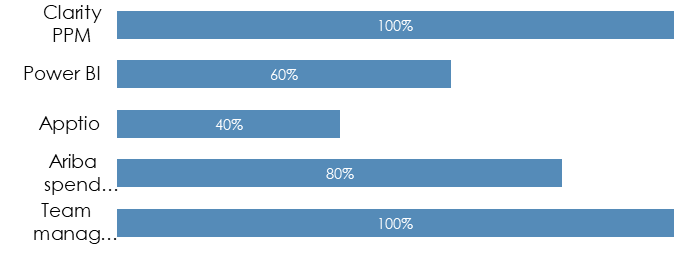 Clarity
PPM
100%
Power BI
60%
Apptio
40%
Ariba
spend...
80%
Team
manag...
100%